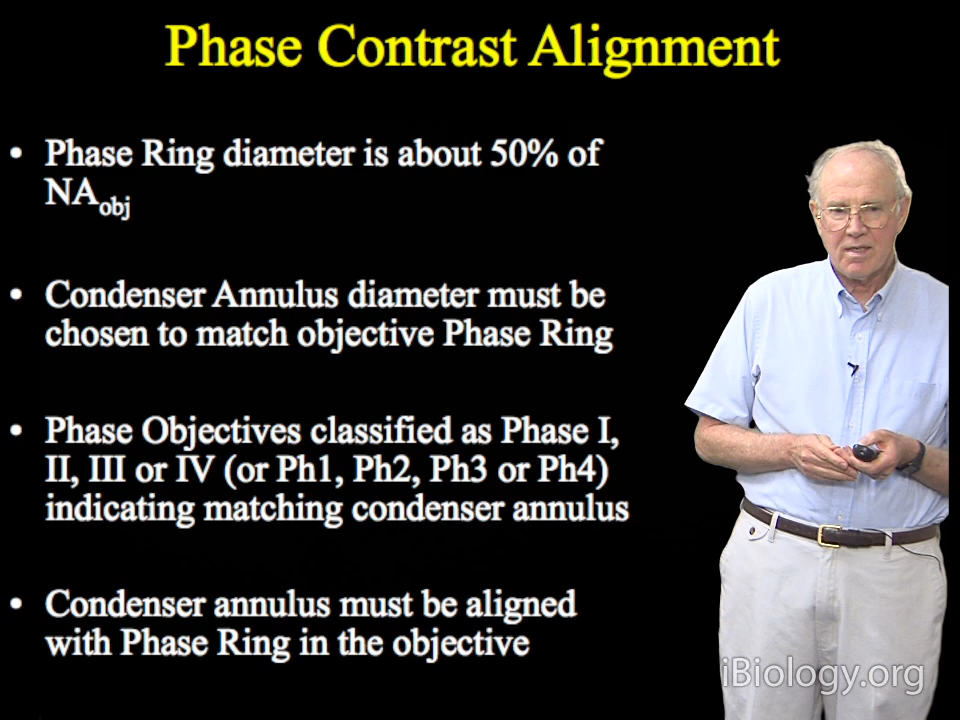 Phase Contrast Alignment
• Phase Ring diameter is about 50% of
NAobj
• Condenser Annulus diameter must be
chosen to match objective Phase Ring
• Phase Objectives classified as Phase I,
II, III or IV (or Ph1, Ph2, Ph3 or Ph4)
indicating matching condenser annulus
• Condenser annulus must be aligned
with Phase Ring in the objective
iBiology.org